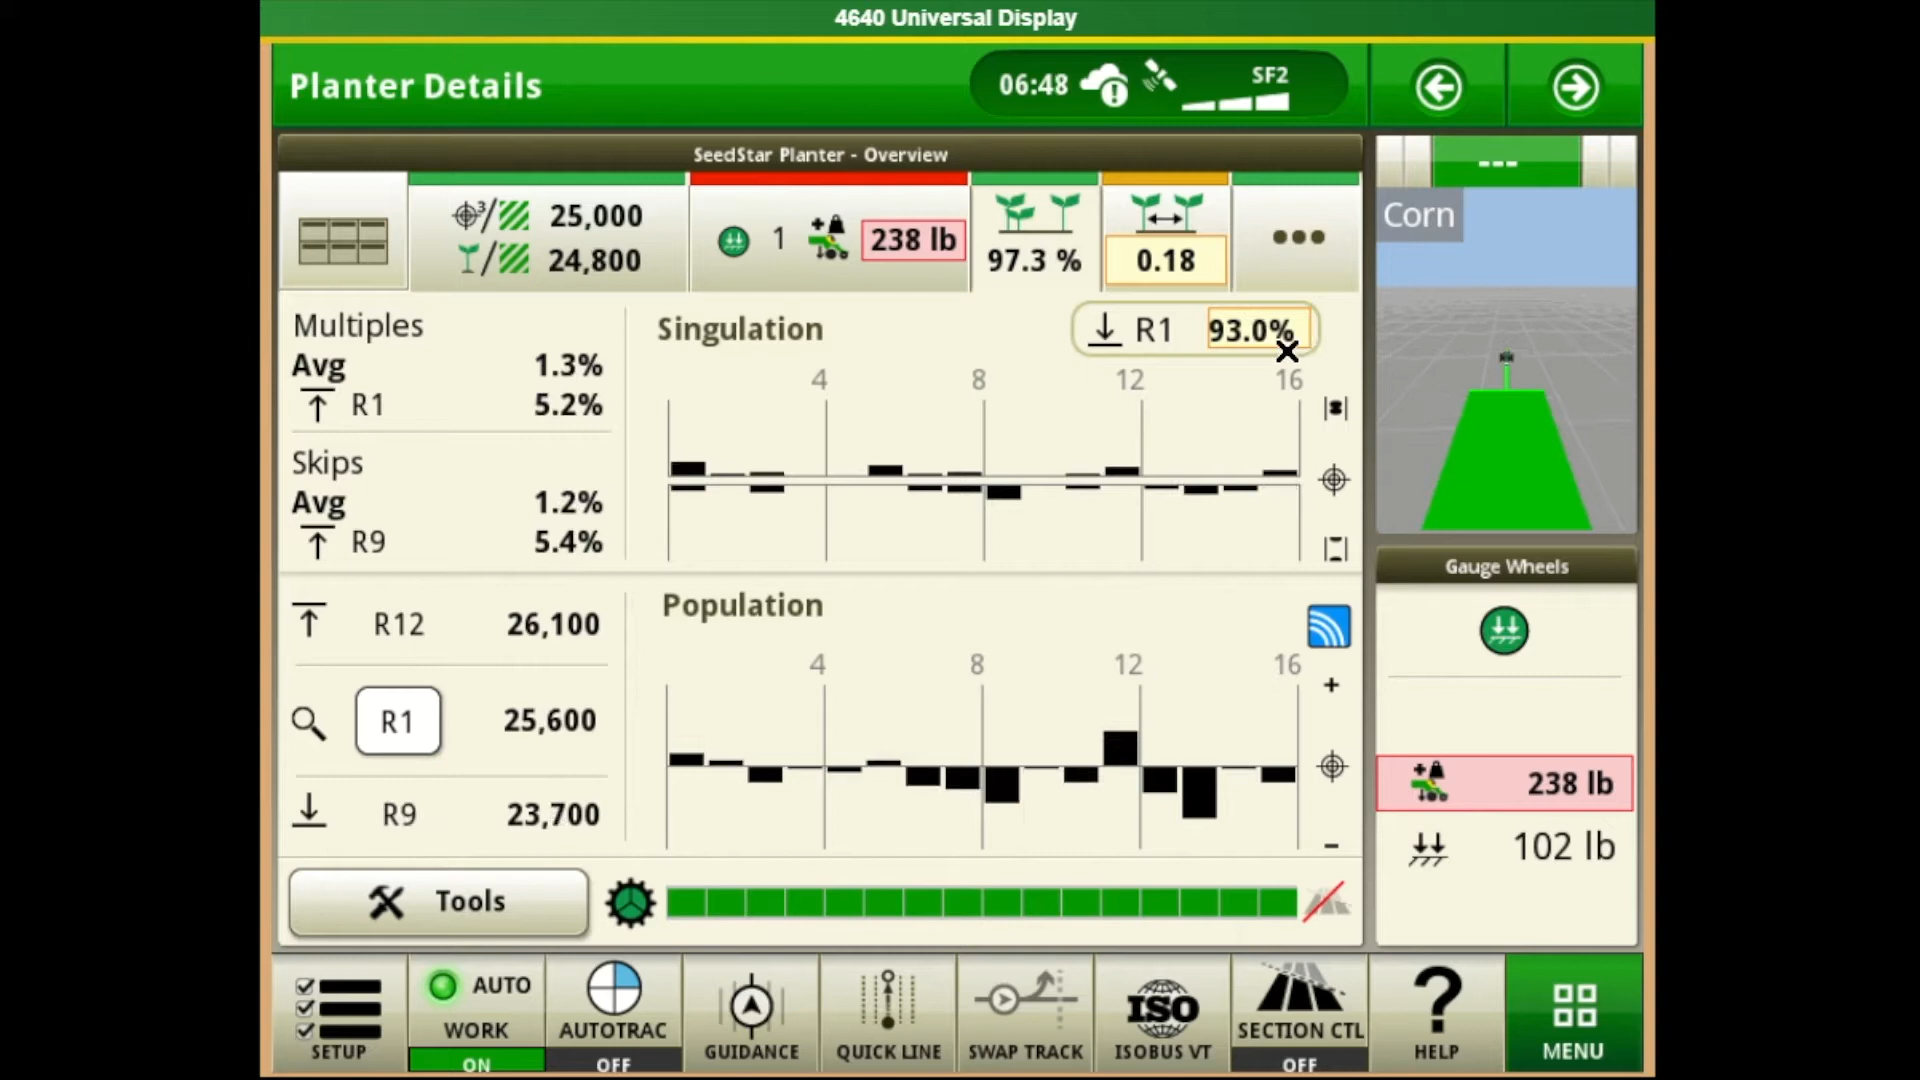 4640 Universal Display
Planter Details
06:48
SF2
SeedStar Planter - Overview
3/ 25,000
/ 24,800
1 238 lb
97.3 %
0.18
---
Corn
Multiples
Avg 1.3%
R1 5.2%
Skips
Avg 1.2%
R9 5.4%
Singulation
R1 93.0%
4 8 12 16
R12 26,100
R1 25,600
R9 23,700
Population
4 8 12 16
+
-
Tools
Gauge Wheels
238 lb
102 lb
SETUP
AUTO
WORK
ON
AUTOTRAC
OFF
GUIDANCE
QUICK LINE
SWAP TRACK
ISO
ISOBUS VT
SECTION CTL
OFF
?
HELP
MENU